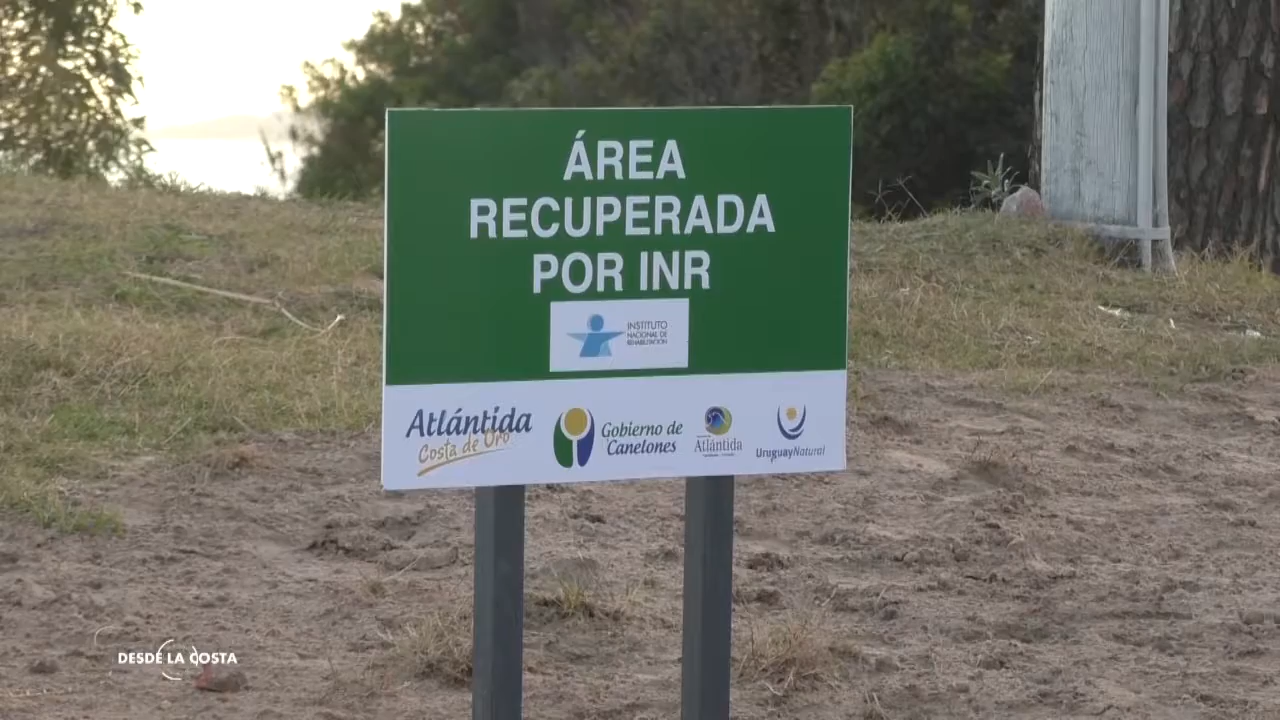 ÁREA
RECUPERADA
POR INR
INSTITUTO
NACIONAL DE
REHABILITACIÓN
Atlántida
Costa de Oro
Gobierno de
Canelones
Atlántida
UruguayNatural
DESDE LA COSTA